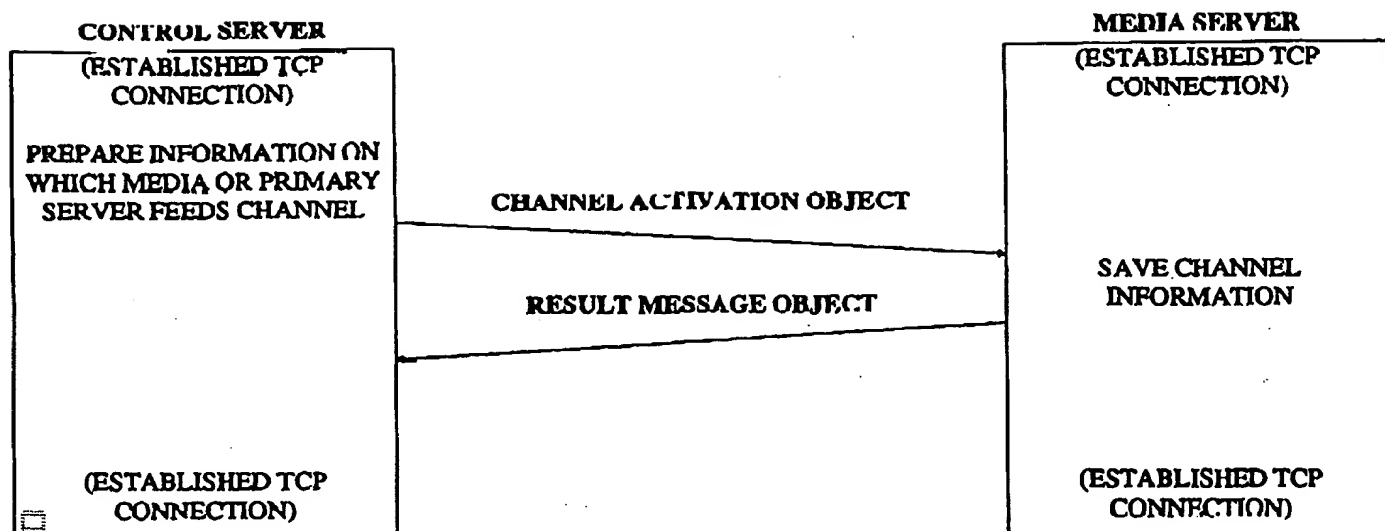 CONTROL SERVER
(ESTABLISHED TCP
CONNECTION)
PREPARE INFORMATION ON
WHICH MEDIA OR PRIMARY
SERVER FEEDS CHANNEL
CHANNEL ACTIVATION OBJECT
RESULT MESSAGE OBJECT
(ESTABLISHED TCP
CONNECTION)
MEDIA SERVER
(ESTABLISHED TCP
CONNECTION)
SAVE CHANNEL
INFORMATION
(ESTABLISHED TCP
CONNECTION)